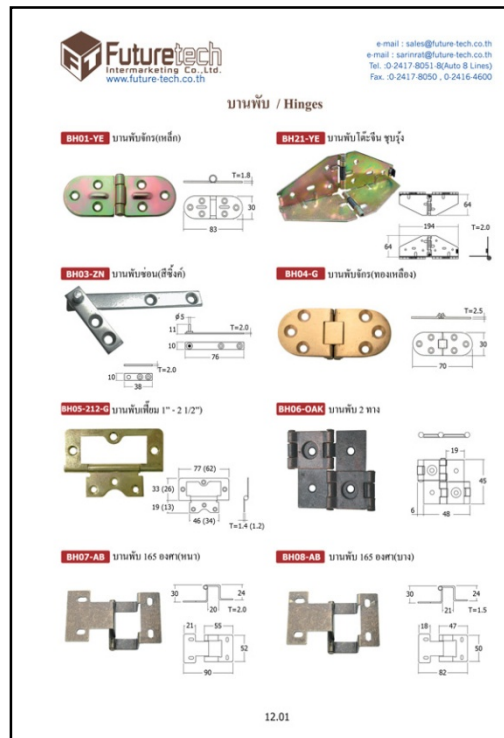 FT Futuretech
Intermarketing Co.,Ltd.
www.future-tech.co.th
e-mail : sales@future-tech.co.th
e-mail : sarinrat@future-tech.co.th
Tel. :0-2417-8051-8(Auto 8 Lines)
Fax. :0-2417-8050 , 0-2416-4600
บานพับ / Hinges
BH01-YE บานพับจักร(เหล็ก)
T=1.8
30
83
BH21-YE บานพับโต๊ะจีน ชุบรุ้ง
64
194
64
T=2.0
BH03-ZN บานพับซ่อน(สีซิ้งค์)
ϕ5
11
T=2.0
10
76
T=2.0
10
38
BH04-G บานพับจักร(ทองเหลือง)
T=2.5
30
70
BH05-212-G บานพับเฟี้ยม 1" - 2 1/2")
77 (62)
33 (26)
19 (13)
46 (34)
T=1.4 (1.2)
BH06-OAK บานพับ 2 ทาง
19
45
6
48
BH07-AB บานพับ 165 องศา(หนา)
30
24
20
T=2.0
21
55
52
90
BH08-AB บานพับ 165 องศา(บาง)
30
24
21
T=1.5
18
47
50
82
12.01